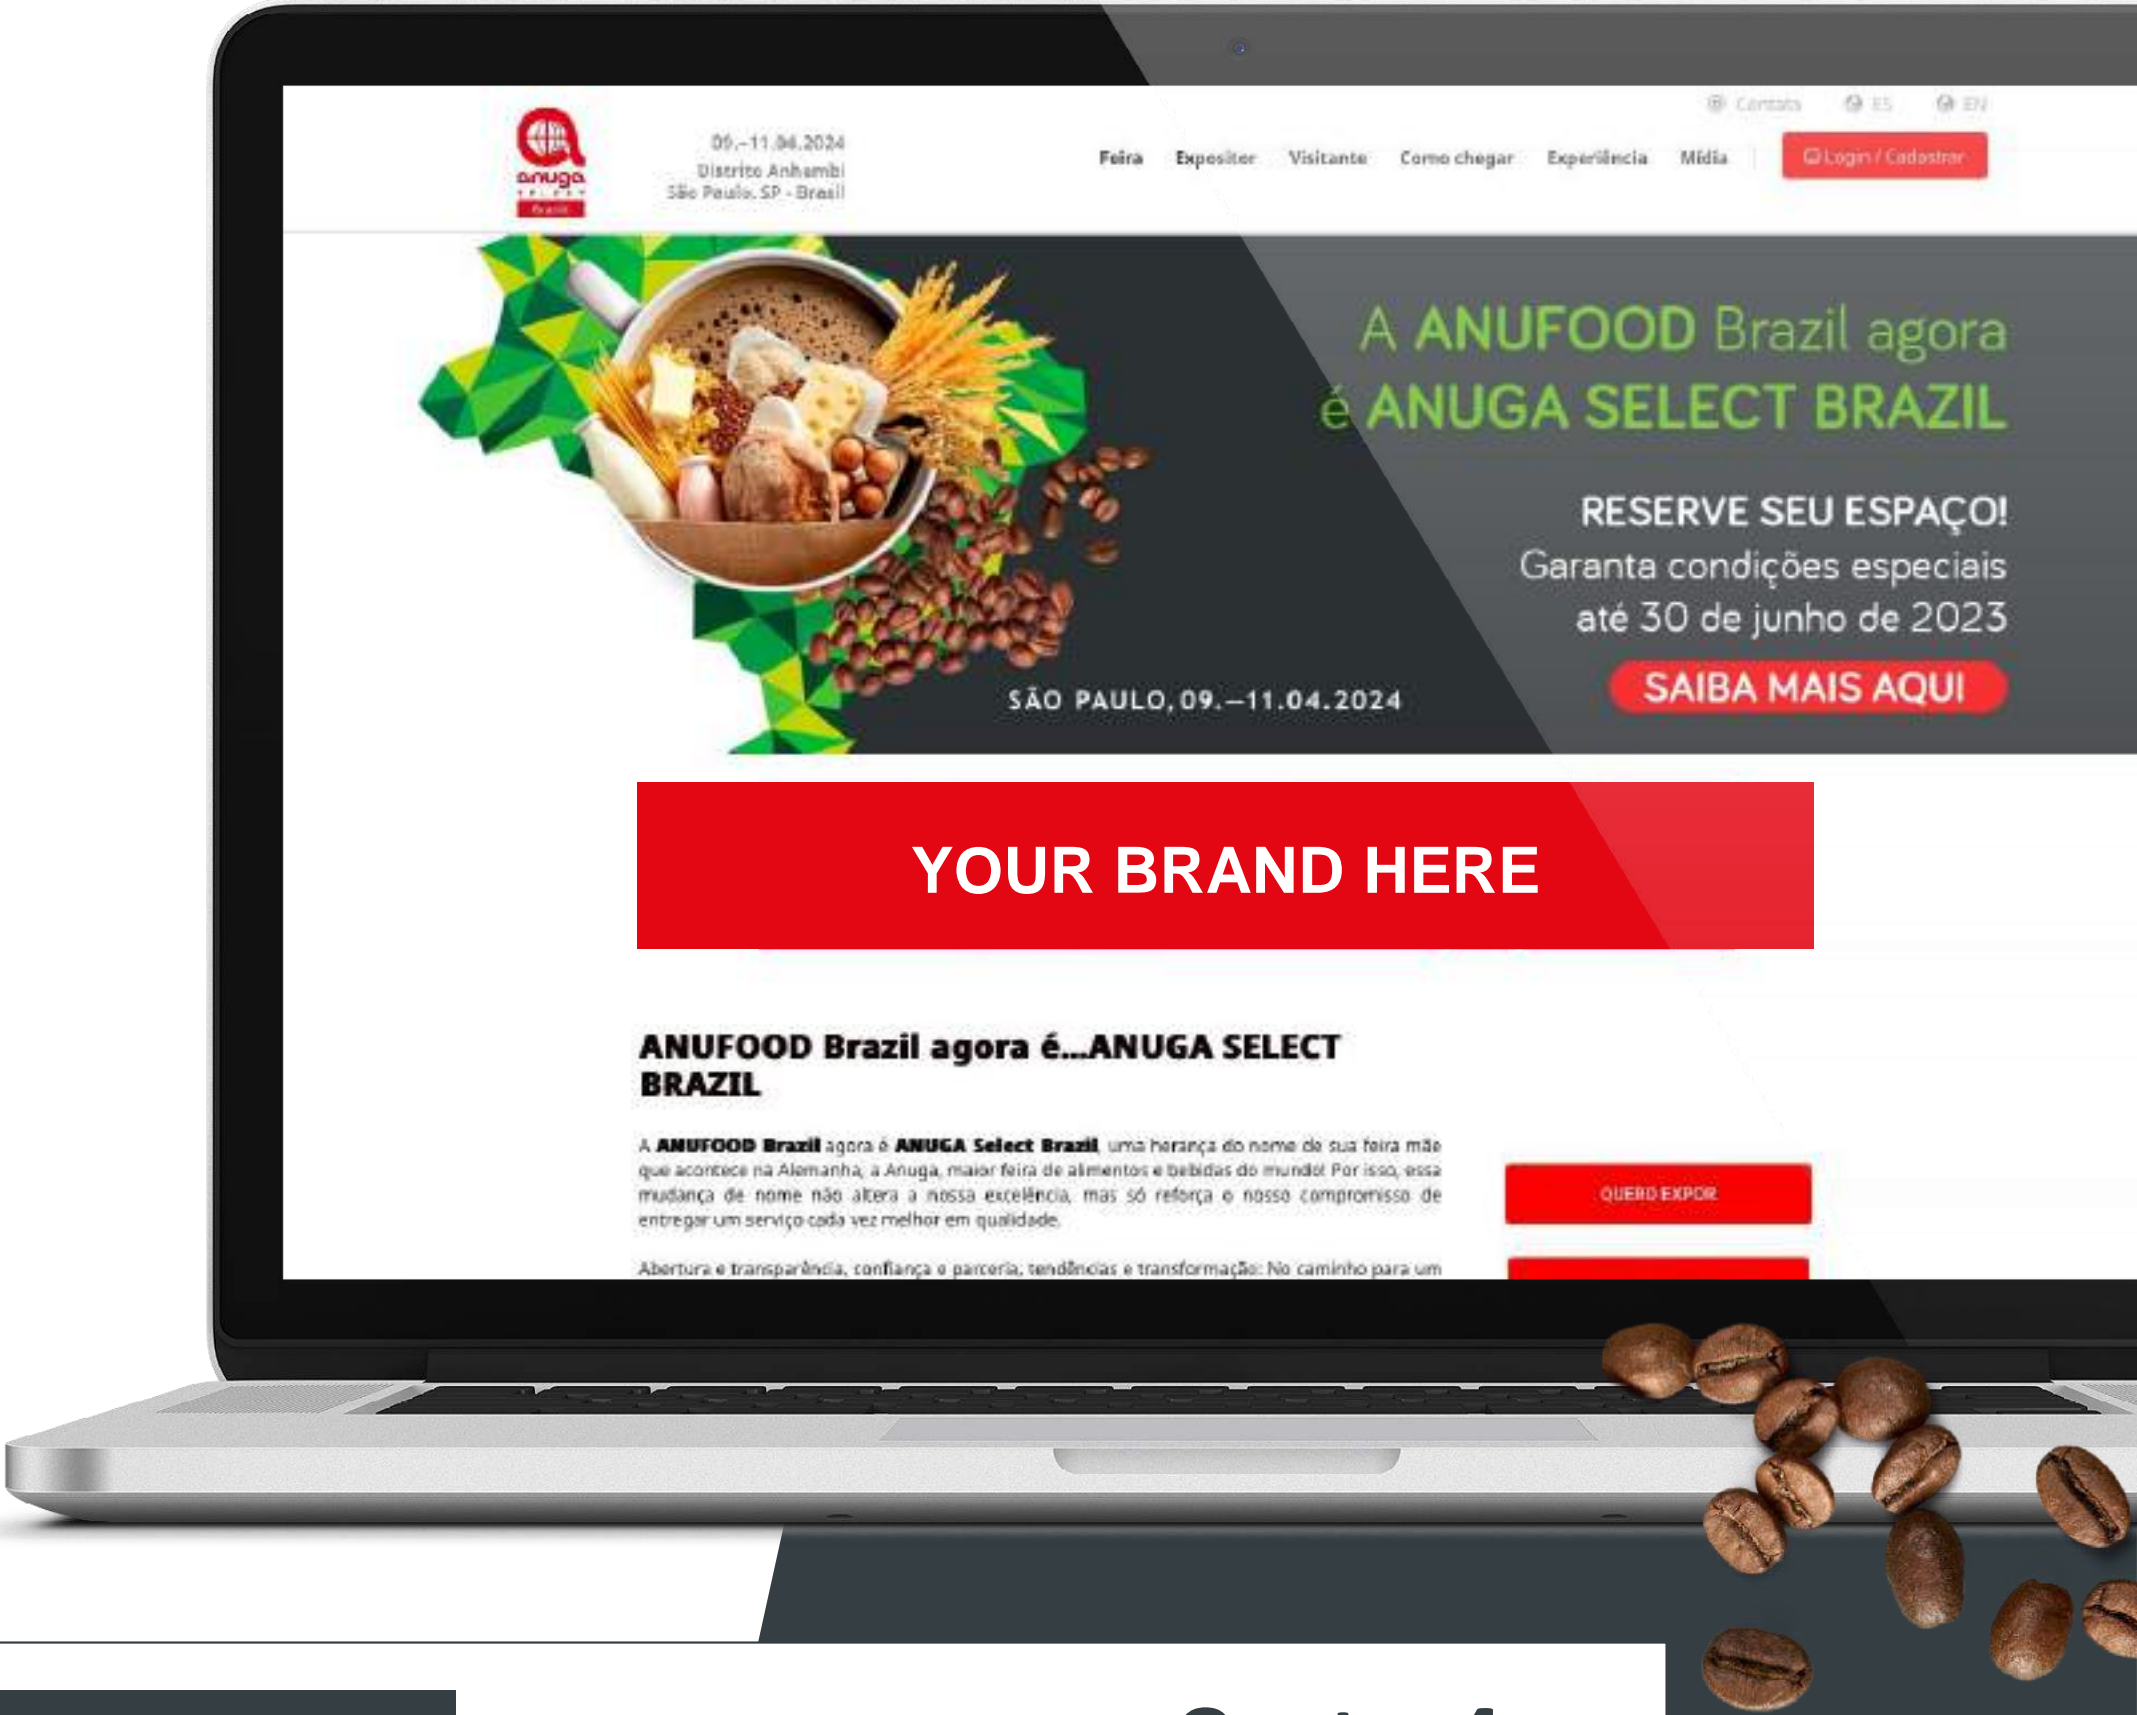 Contato ES EN
anuga
SELECT
Brazil
09.–11.04.2024
Distrito Anhembi
São Paulo, SP - Brasil
Feira Expositor Visitante Como chegar Experiência Mídia Login / Cadastrar
A ANUFOOD Brazil agora
é ANUGA SELECT BRAZIL
RESERVE SEU ESPAÇO!
Garanta condições especiais
até 30 de junho de 2023
SAIBA MAIS AQUI
SÃO PAULO, 09.–11.04.2024
YOUR BRAND HERE
ANUFOOD Brazil agora é...ANUGA SELECT
BRAZIL
A ANUFOOD Brazil agora é ANUGA Select Brazil, uma herança do nome de sua feira mãe
que acontece na Alemanha, a Anuga, maior feira de alimentos e bebidas do mundo! Por isso, essa
mudança de nome não altera a nossa excelência, mas só reforça o nosso compromisso de
entregar um serviço cada vez melhor em qualidade.
QUERO EXPOR
Abertura e transparência, confiança e parceria, tendências e transformação: No caminho para um